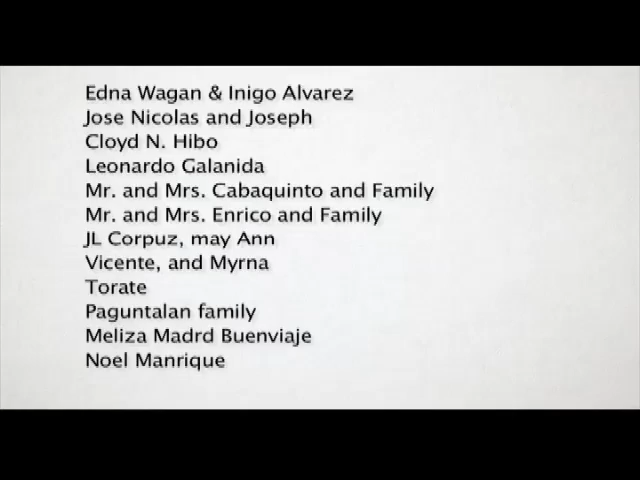 Edna Wagan & Inigo Alvarez
Jose Nicolas and Joseph
Cloyd N. Hibo
Leonardo Galanida
Mr. and Mrs. Cabaquinto and Family
Mr. and Mrs. Enrico and Family
JL Corpuz, may Ann
Vicente, and Myrna
Torate
Paguntalan family
Meliza Madrd Buenviaje
Noel Manrique